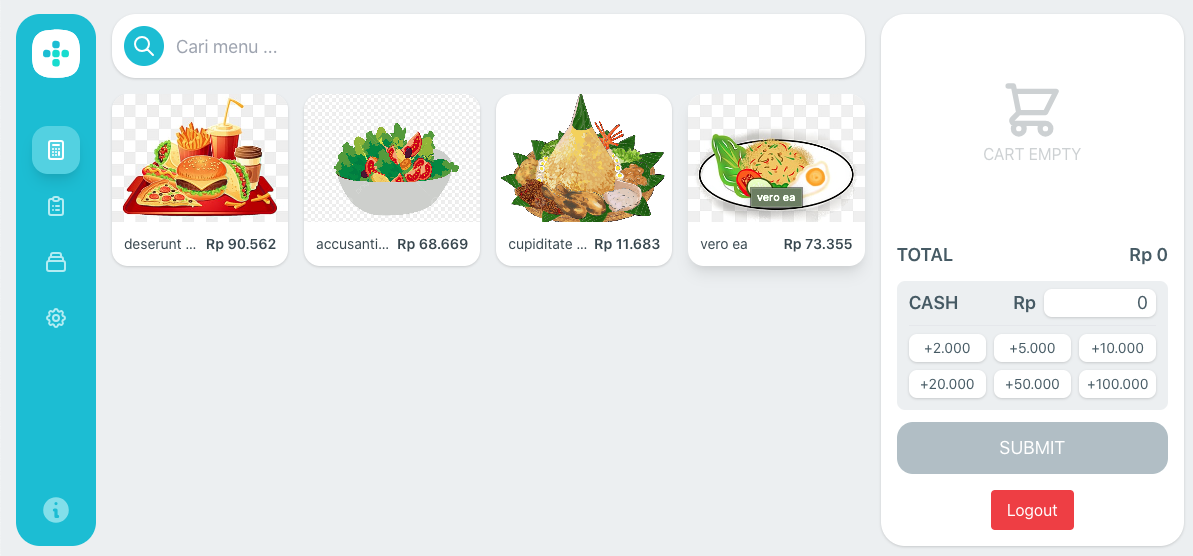 Cari menu ...
vero ea
deserunt ... Rp 90.562
accusanti... Rp 68.669
cupiditate ... Rp 11.683
vero ea Rp 73.355
CART EMPTY
TOTAL Rp 0
CASH Rp 0
+2.000 +5.000 +10.000
+20.000 +50.000 +100.000
SUBMIT
Logout